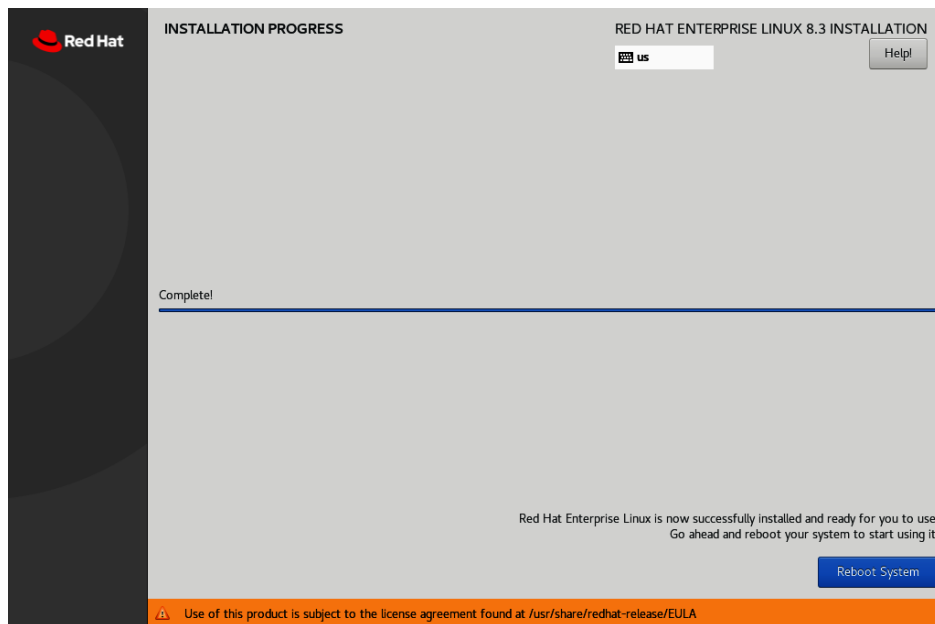 Red Hat
INSTALLATION PROGRESS
RED HAT ENTERPRISE LINUX 8.3 INSTALLATION
us
Help!
Complete!
Red Hat Enterprise Linux is now successfully installed and ready for you to use
Go ahead and reboot your system to start using it
Reboot System
Use of this product is subject to the license agreement found at /usr/share/redhat-release/EULA